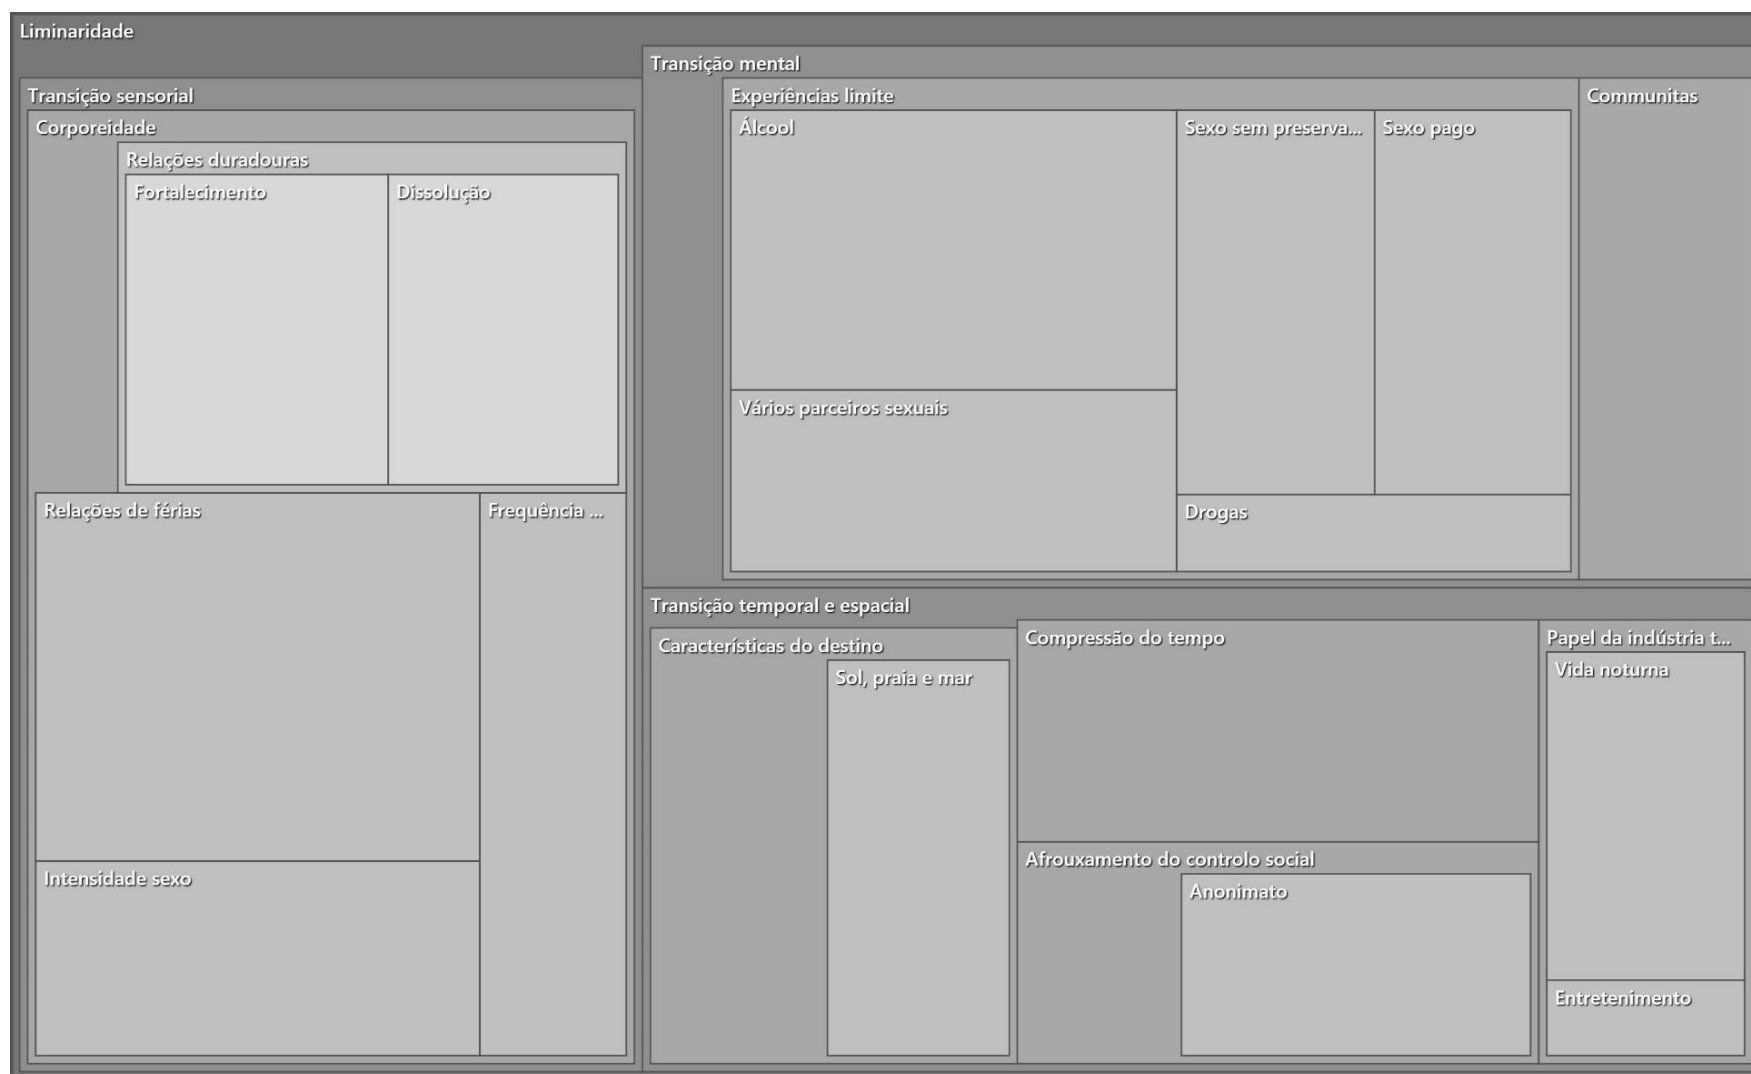 Liminaridade
Transição sensorial
Corporeidade
Relações duradouras
Fortalecimento
Dissolução
Relações de férias
Frequência ...
Intensidade sexo
Transição mental
Experiências limite
Álcool
Sexo sem preserva...
Sexo pago
Vários parceiros sexuais
Drogas
Communitas
Transição temporal e espacial
Características do destino
Sol, praia e mar
Compressão do tempo
Afrouxamento do controlo social
Anonimato
Papel da indústria t...
Vida noturna
Entretenimento